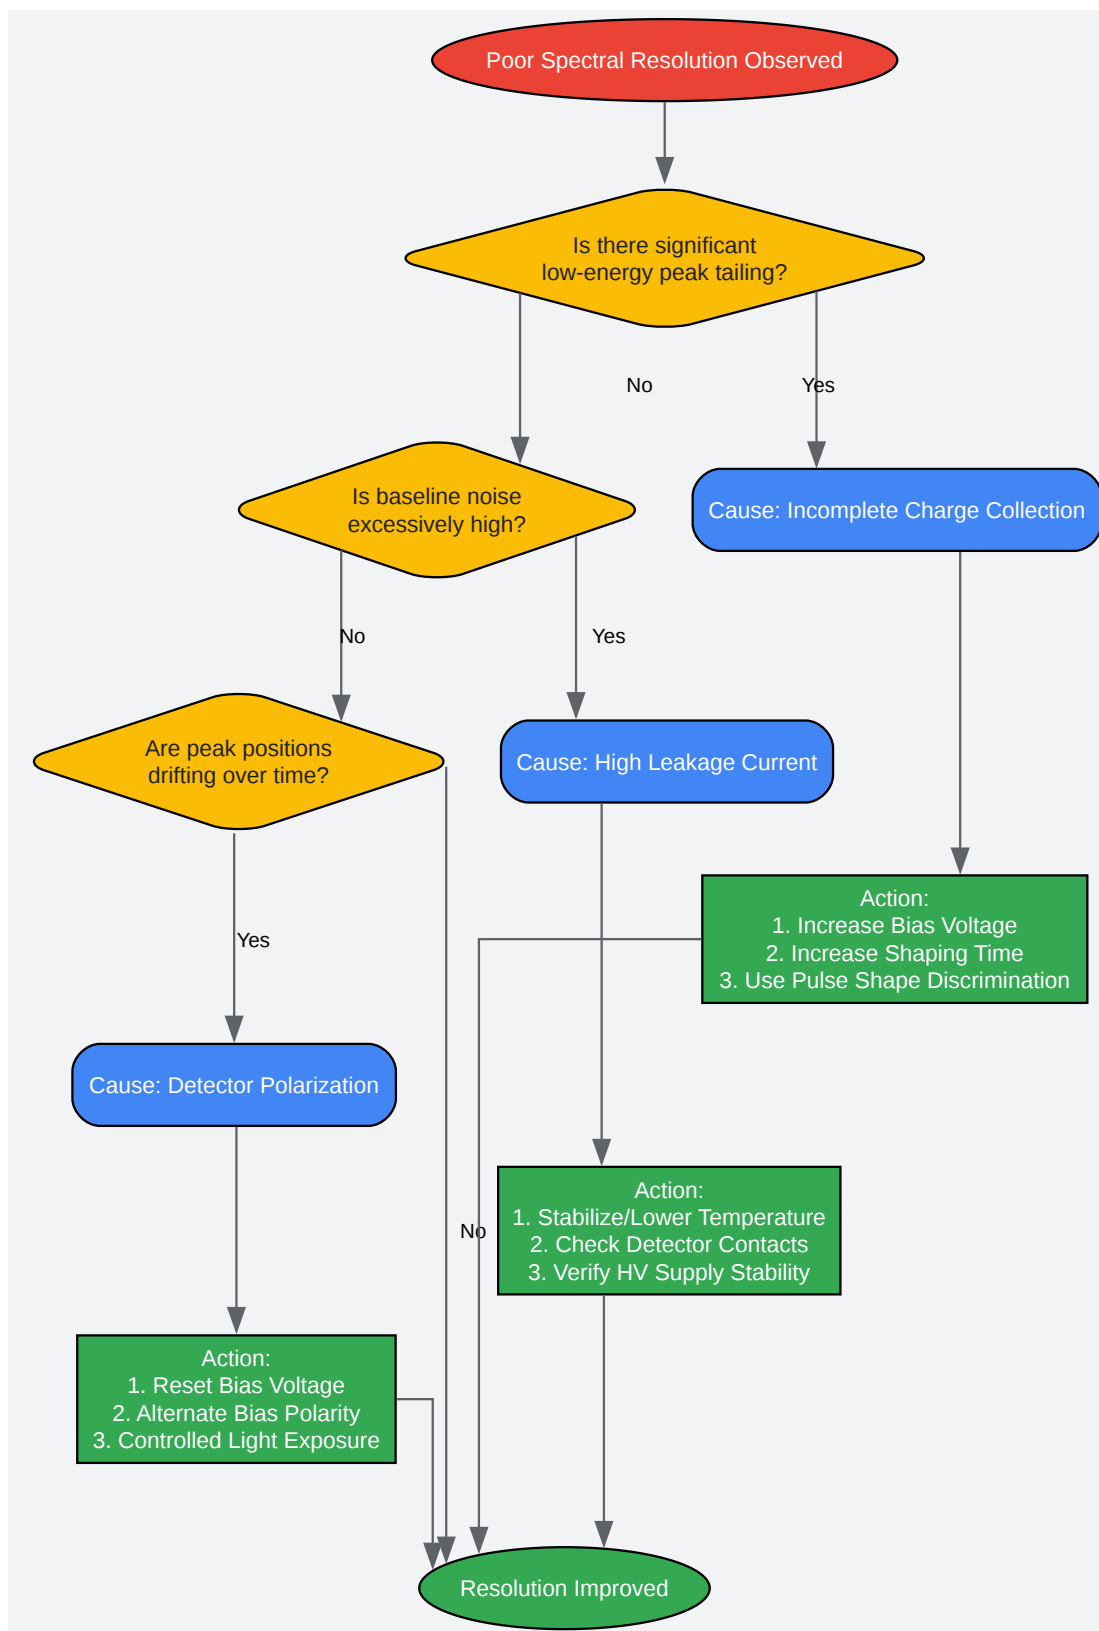 Poor Spectral Resolution Observed
Is there significant
low-energy peak tailing?
No
Yes
Is baseline noise
excessively high?
Cause: Incomplete Charge Collection
No
Yes
Are peak positions
drifting over time?
Cause: High Leakage Current
Action:
1. Increase Bias Voltage
2. Increase Shaping Time
3. Use Pulse Shape Discrimination
Yes
Cause: Detector Polarization
Action:
1. Stabilize/Lower Temperature
2. Check Detector Contacts
3. Verify HV Supply Stability
No
Action:
1. Reset Bias Voltage
2. Alternate Bias Polarity
3. Controlled Light Exposure
Resolution Improved